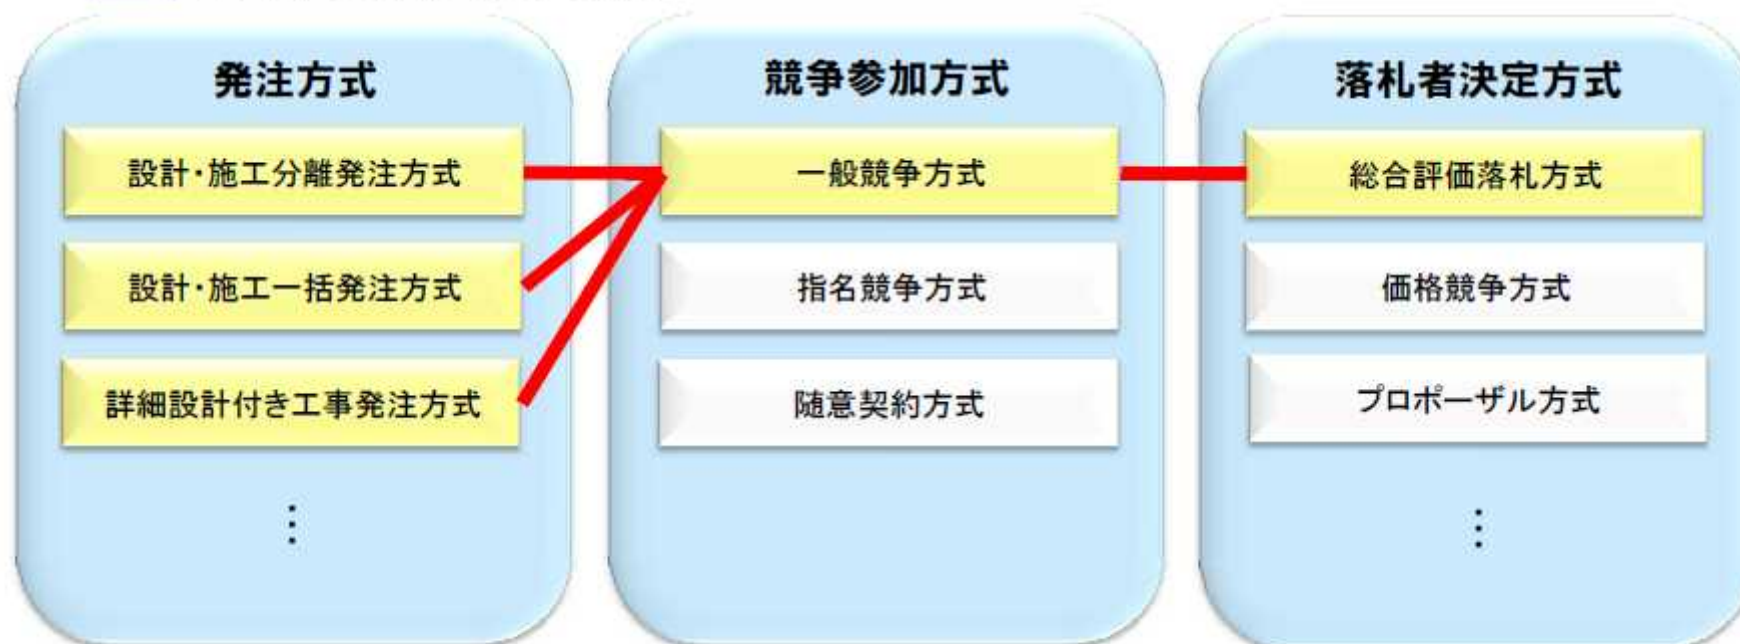 発注方式
設計・施工分離発注方式
設計・施工一括発注方式
詳細設計付き工事発注方式
⋮
競争参加方式
一般競争方式
指名競争方式
随意契約方式
落札者決定方式
総合評価落札方式
価格競争方式
プロポーザル方式
⋮